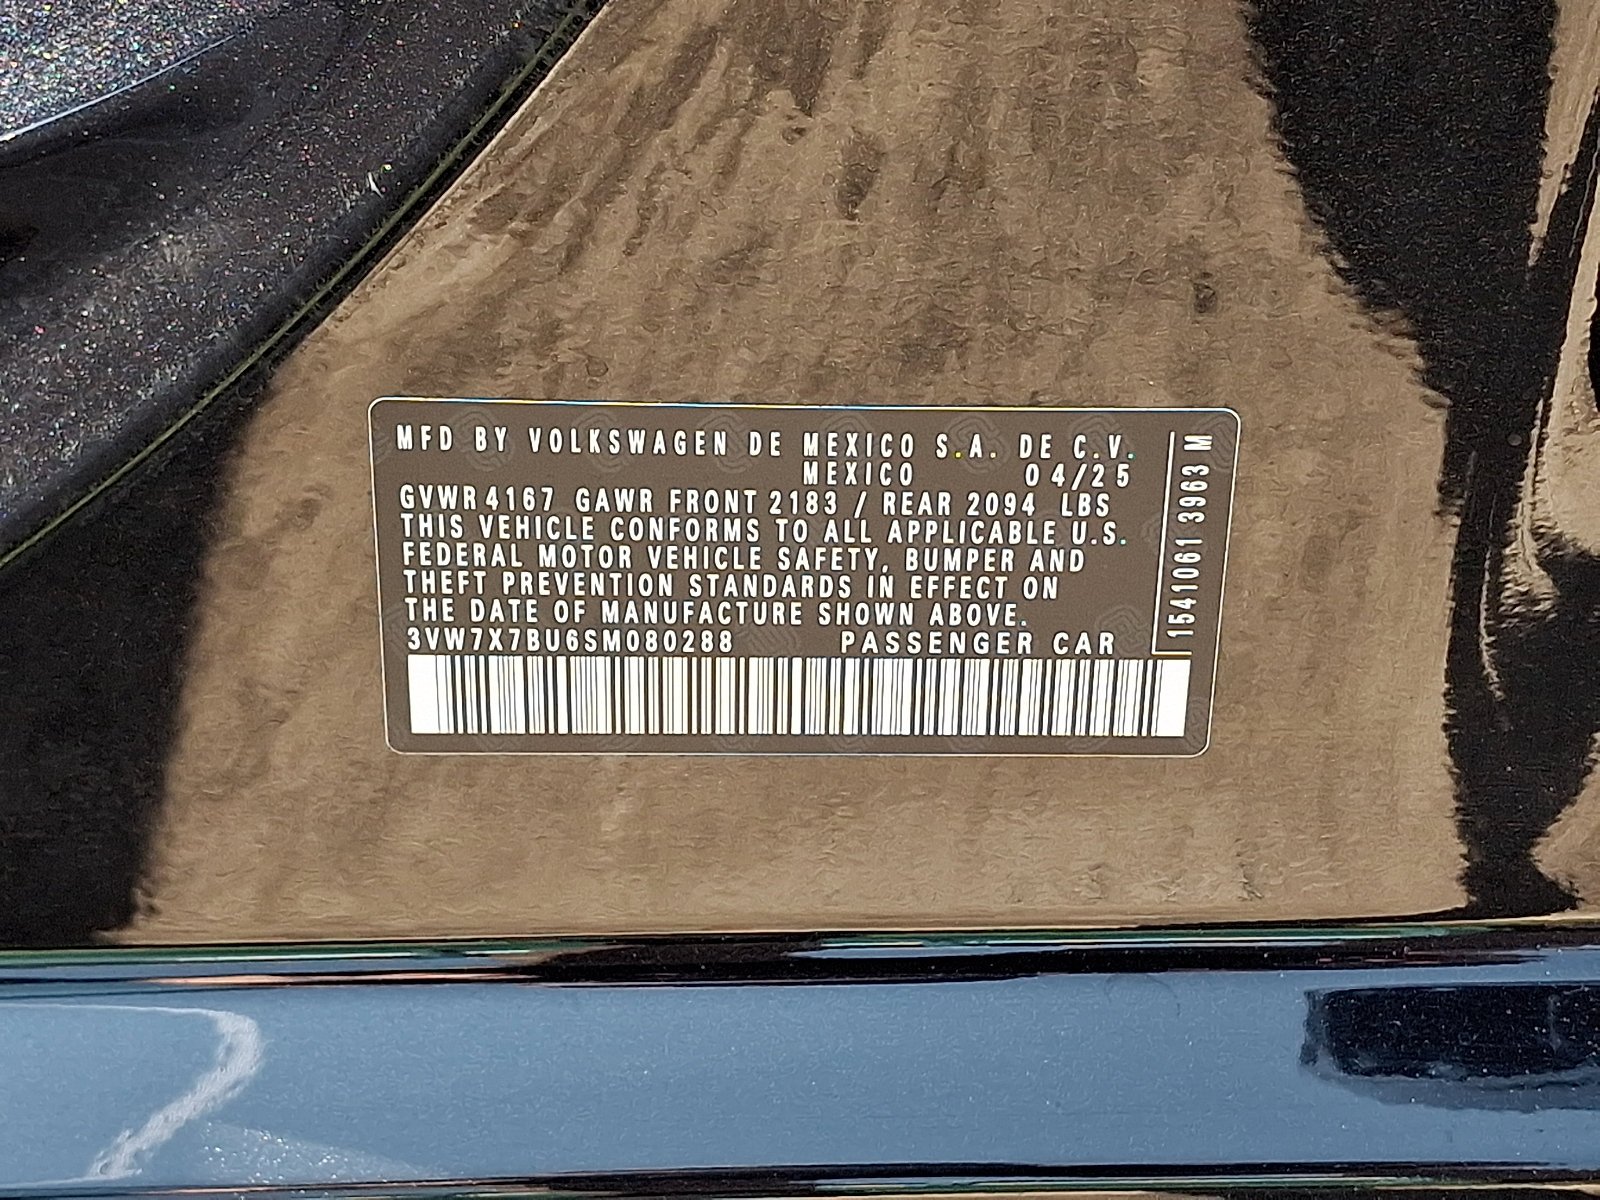 MFD BY VOLKSWAGEN DE MEXICO S.A. DE C.V.
MEXICO 04/25
GVWR 4167 GAWR FRONT 2183 / REAR 2094 LBS
THIS VEHICLE CONFORMS TO ALL APPLICABLE U.S.
FEDERAL MOTOR VEHICLE SAFETY, BUMPER AND
THEFT PREVENTION STANDARDS IN EFFECT ON
THE DATE OF MANUFACTURE SHOWN ABOVE.
3VW7X7BU6SM080288 PASSENGER CAR
1541061 3963 M